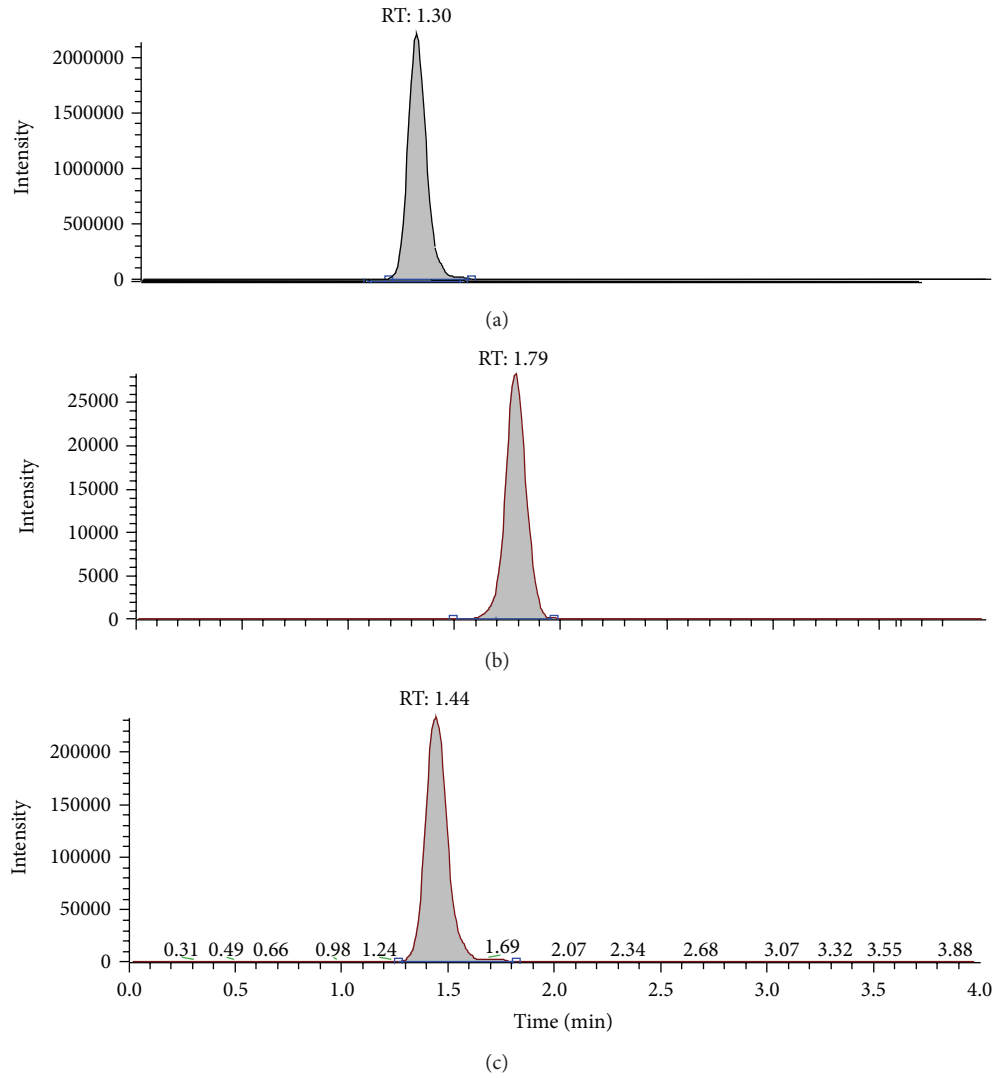 RT: 1.30
2000000
1500000
1000000
500000
0
Intensity
(a)
RT: 1.79
25000
20000
15000
10000
5000
0
Intensity
(b)
RT: 1.44
200000
150000
100000
50000
0
Intensity
0.31 0.49 0.66 0.98 1.24 1.69 2.07 2.34 2.68 3.07 3.32 3.55 3.88
0.0 0.5 1.0 1.5 2.0 2.5 3.0 3.5 4.0
Time (min)
(c)